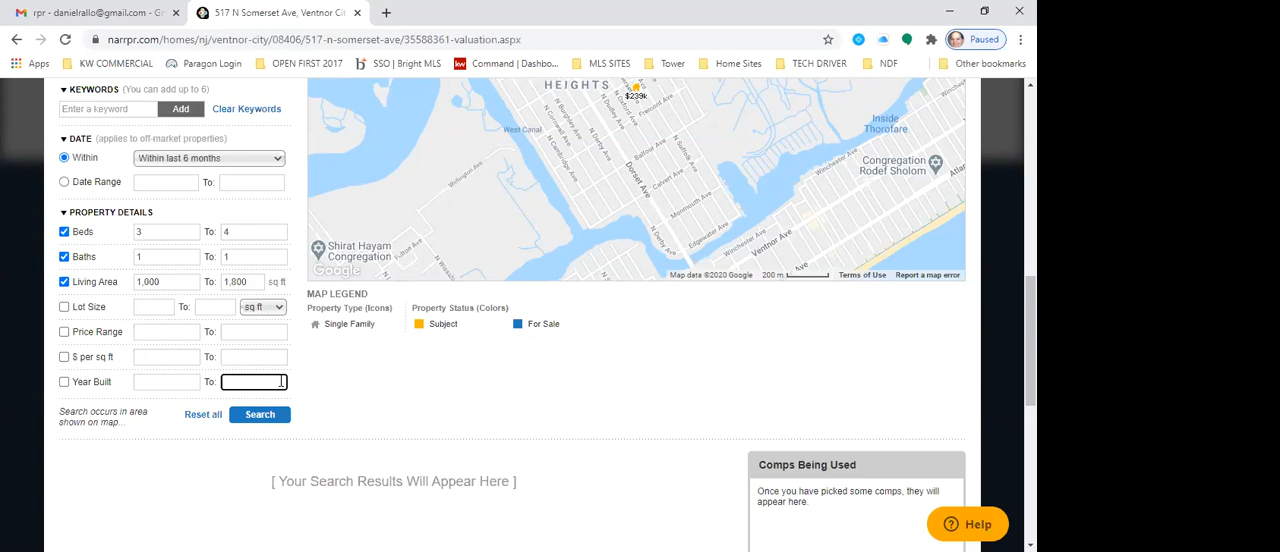 rpr - danielrallo@gmail.com - Gm
517 N Somerset Ave, Ventnor Cit
narrpr.com/homes/nj/ventnor-city/08406/517-n-somerset-ave/35588361-valuation.aspx
Paused
Apps
KW COMMERCIAL
Paragon Login
OPEN FIRST 2017
SSO | Bright MLS
Command | Dashbo...
MLS SITES
Tower
Home Sites
TECH DRIVER
NDF
Other bookmarks
KEYWORDS (You can add up to 6)
Enter a keyword
Add
Clear Keywords
DATE (applies to off-market properties)
Within
Within last 6 months
Date Range
To:
PROPERTY DETAILS
Beds 3 To: 4
Baths 1 To: 1
Living Area 1,000 To: 1,800 sq ft
Lot Size To: sq ft
Price Range To:
$ per sq ft To:
Year Built To:
Search occurs in area
shown on map...
Reset all
Search
HEIGHTS
$239k
West Canal
Inside
Thorofare
Congregation
Rodef Sholom
Dorset Ave
Balfour Ave
Calvert Ave
Monmouth Ave
Edgewater Ave
Winchester Ave
Ventnor Ave
Wellington Ave
Fulton Ave
N Derby Ave
N Suffolk Ave
Fremont Ave
N Cambridge Ave
N Cornwall Ave
N Burghley Ave
Shirat Hayam
Congregation
Google
Map data ©2020 Google
200 m
Terms of Use
Report a map error
MAP LEGEND
Property Type (Icons)
Single Family
Property Status (Colors)
Subject
For Sale
[ Your Search Results Will Appear Here ]
Comps Being Used
Once you have picked some comps, they will
appear here.
Help